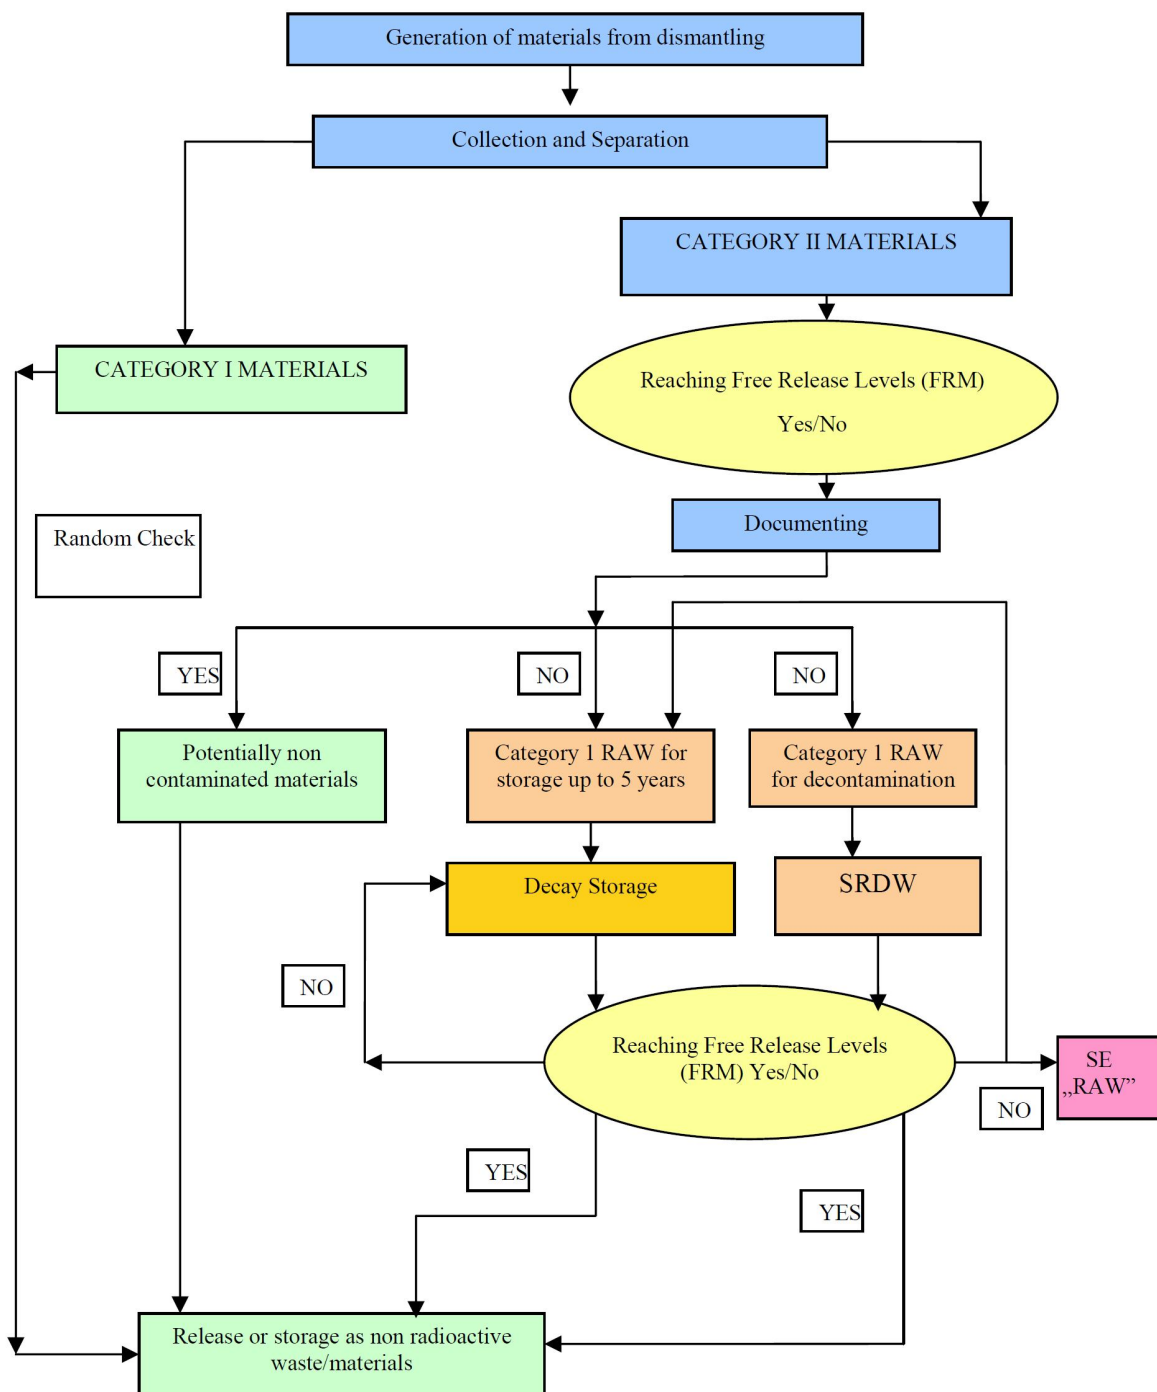 Generation of materials from dismantling
Collection and Separation
CATEGORY II MATERIALS
CATEGORY I MATERIALS
Reaching Free Release Levels (FRM)
Yes/No
Documenting
Random Check
YES
NO
NO
Potentially non
contaminated materials
Category 1 RAW for
storage up to 5 years
Category 1 RAW
for decontamination
Decay Storage
SRDW
NO
Reaching Free Release Levels
(FRM) Yes/No
SE
„RAW”
NO
YES
YES
Release or storage as non radioactive
waste/materials